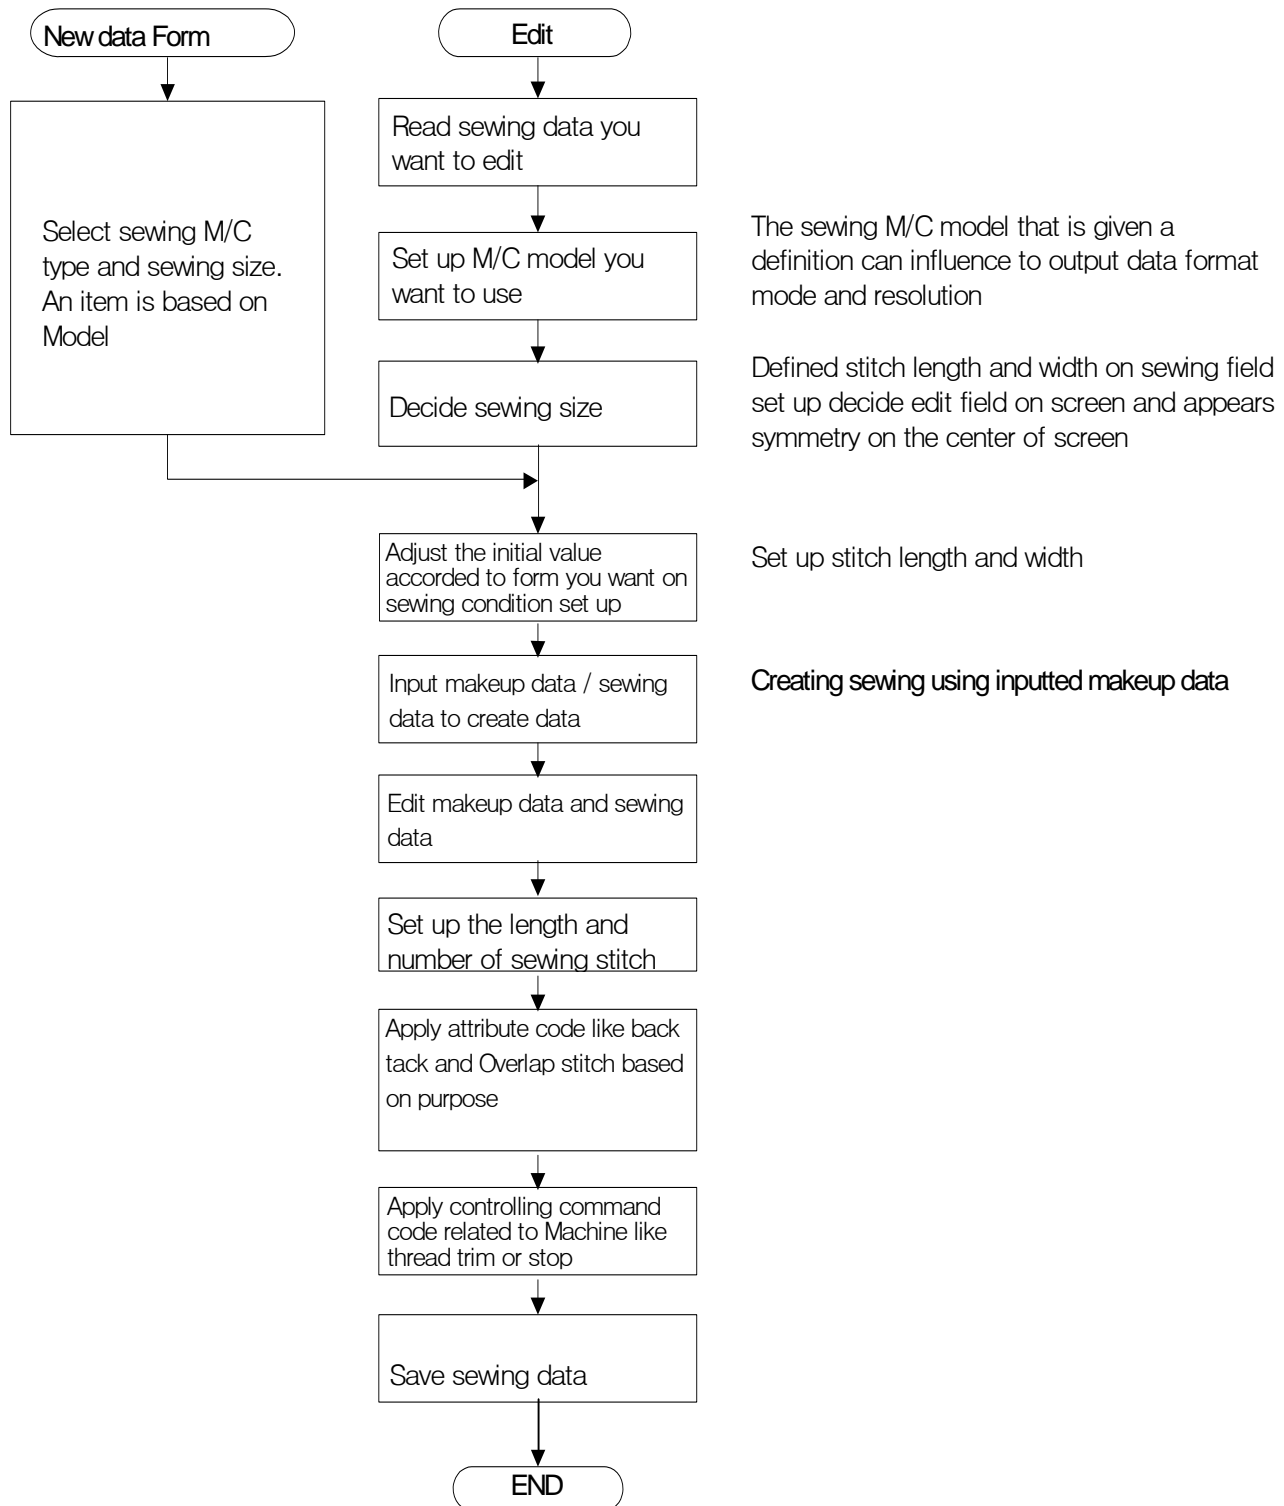 New data Form
Edit
Read sewing data you
want to edit
Select sewing M/C
type and sewing size.
An item is based on
Model
Set up M/C model you
want to use
The sewing M/C model that is given a
definition can influence to output data format
mode and resolution
Decide sewing size
Defined stitch length and width on sewing field
set up decide edit field on screen and appears
symmetry on the center of screen
Adjust the initial value
accorded to form you want on
sewing condition set up
Set up stitch length and width
Input makeup data / sewing
data to create data
Creating sewing using inputted makeup data
Edit makeup data and sewing
data
Set up the length and
number of sewing stitch
Apply attribute code like back
tack and Overlap stitch based
on purpose
Apply controlling command
code related to Machine like
thread trim or stop
Save sewing data
END